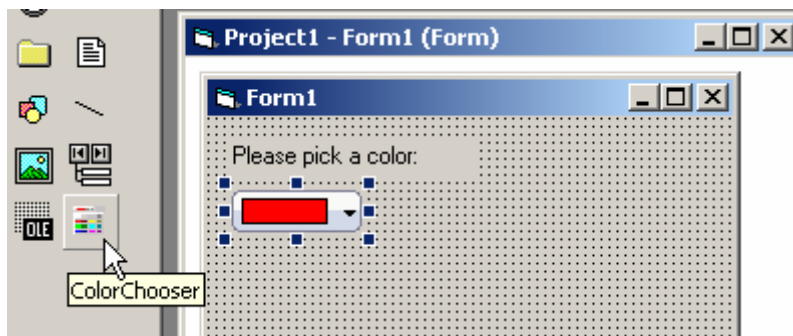 Project1 - Form1 (Form)
Form1
Please pick a color:
OLE
ColorChooser